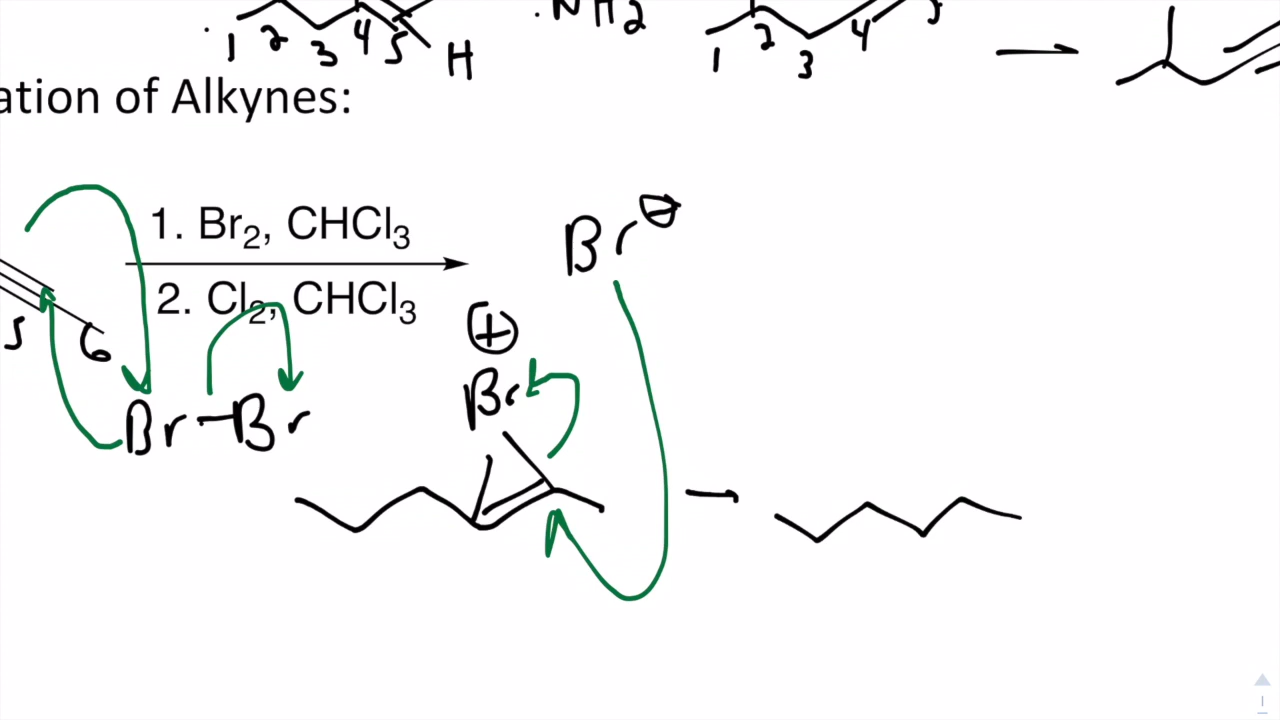 1 2 3 4 5 H
NH2
1 2 3 4
ation of Alkynes:
1. Br2, CHCl3
2. Cl2, CHCl3
Br⊖
5 6
⊕
Br
Br-Br